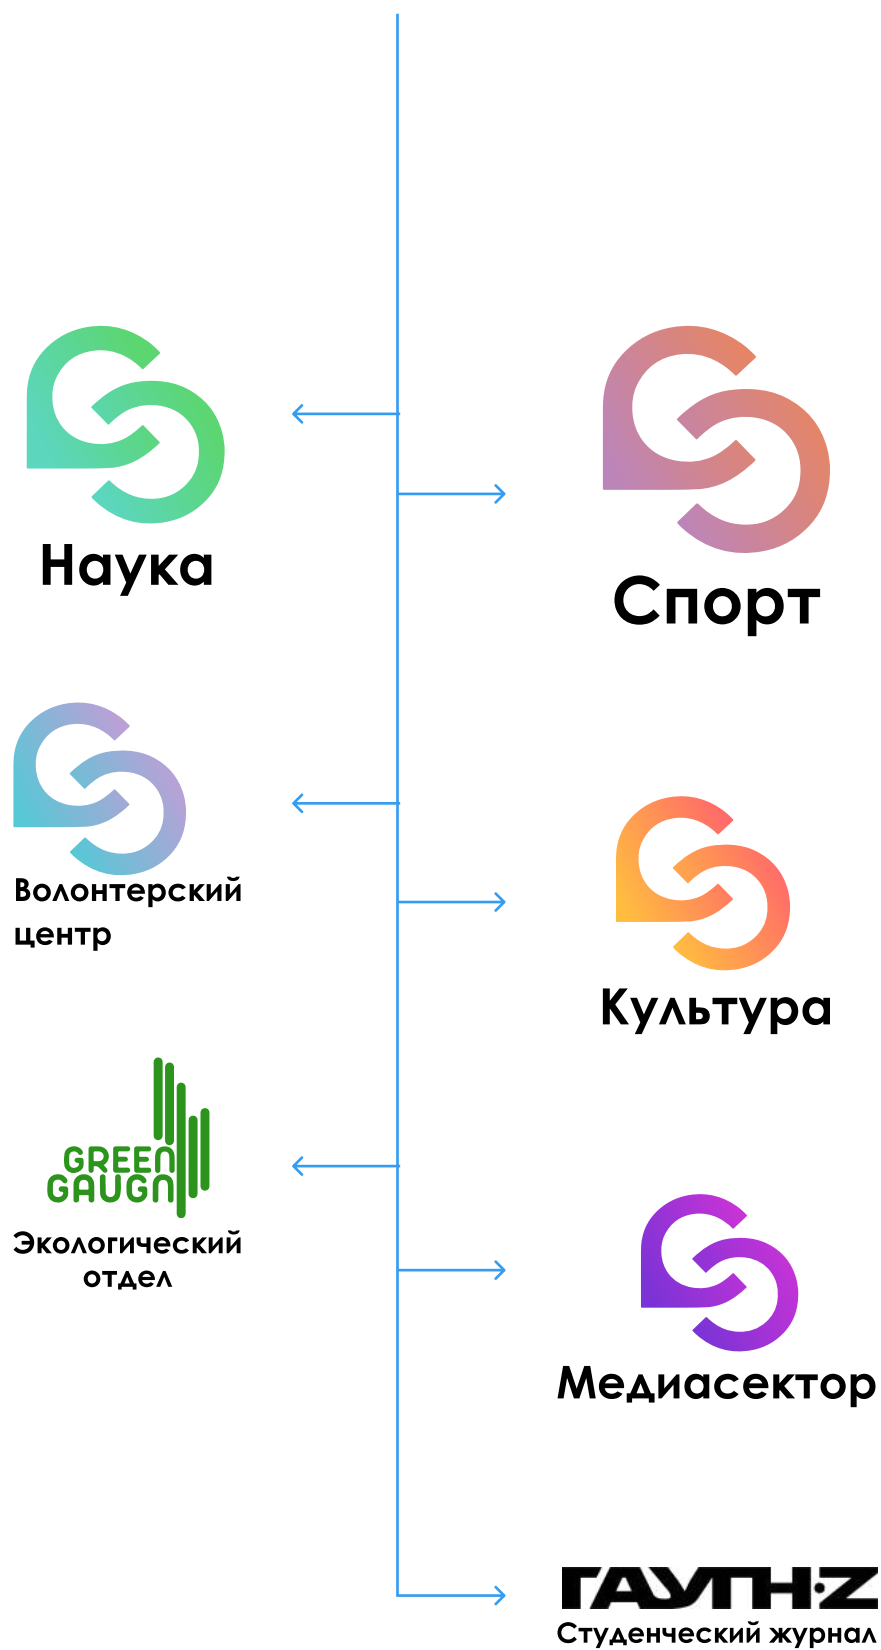 Наука
Спорт
Волонтерский
центр
Культура
GREEN
GAUGN
Экологический
отдел
Медиасектор
ГАУГН·Z
Студенческий журнал